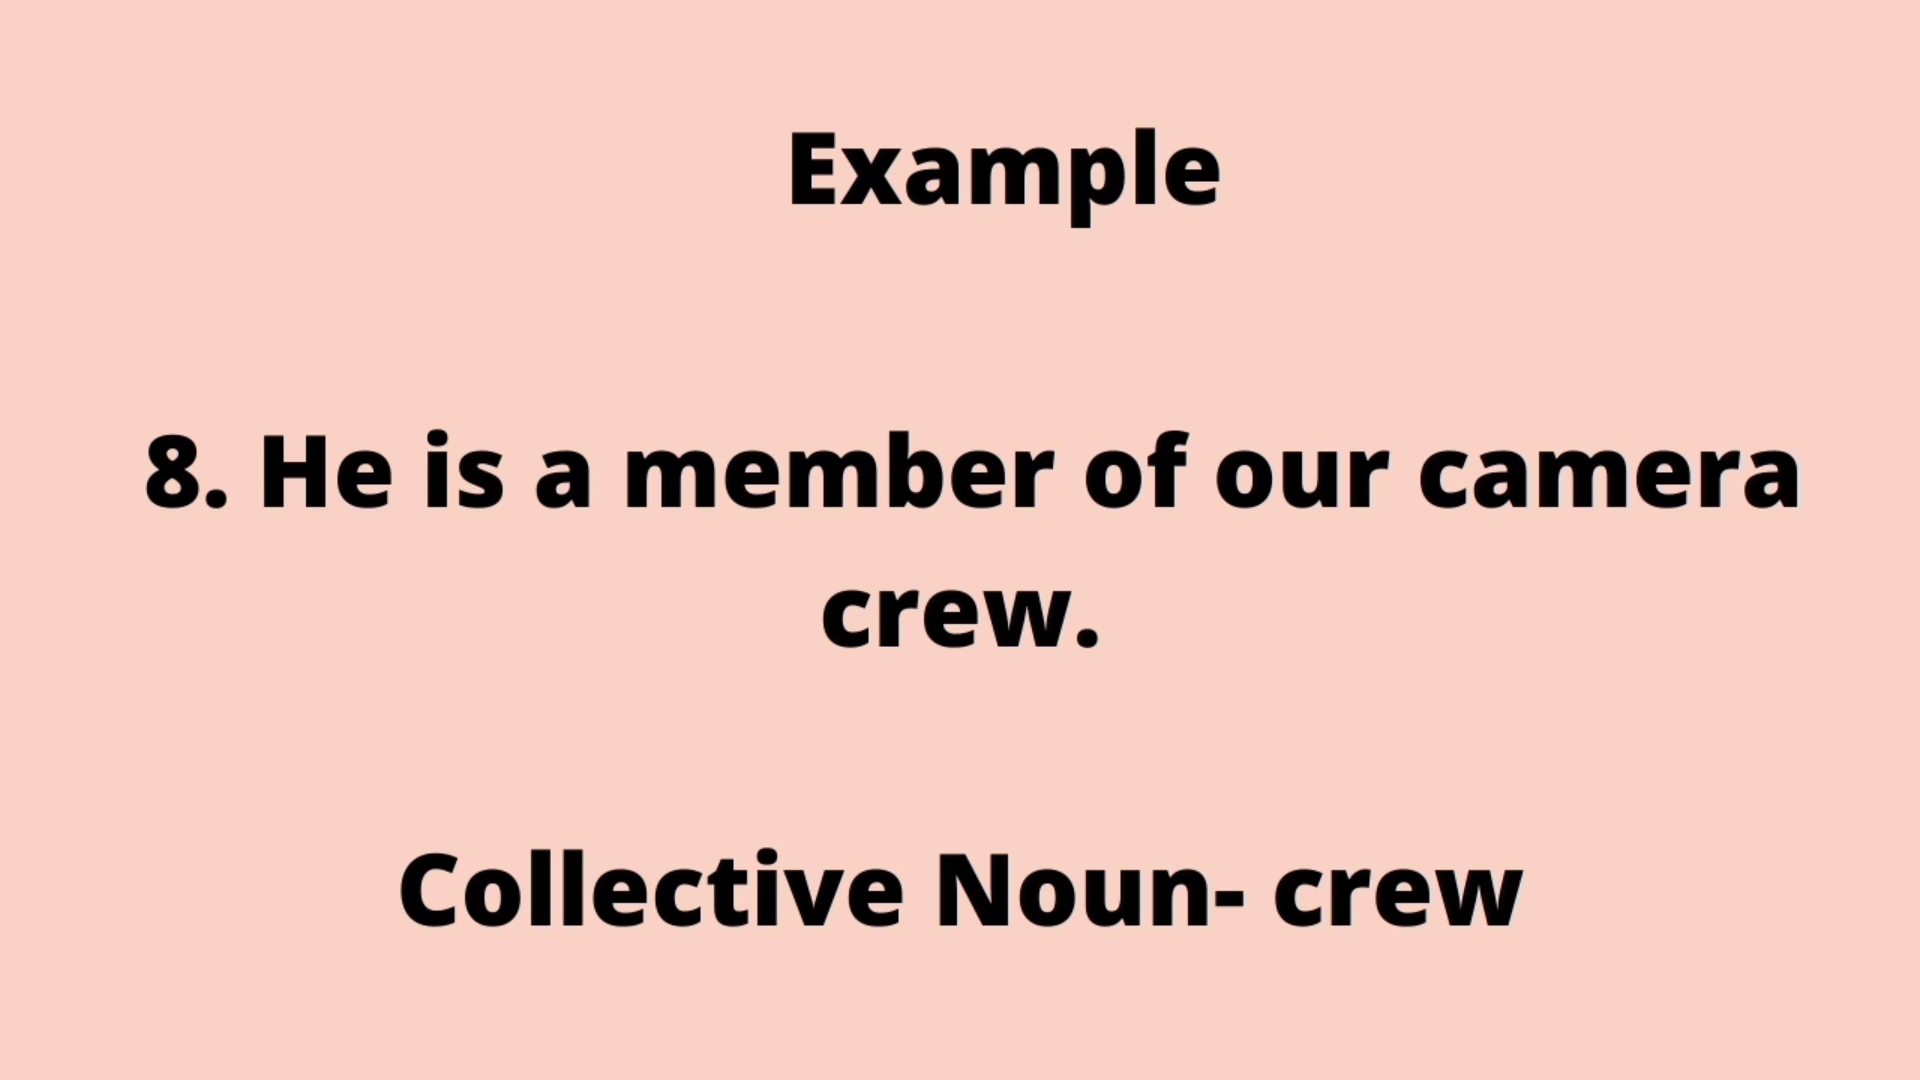 Example
8. He is a member of our camera
crew.
Collective Noun- crew